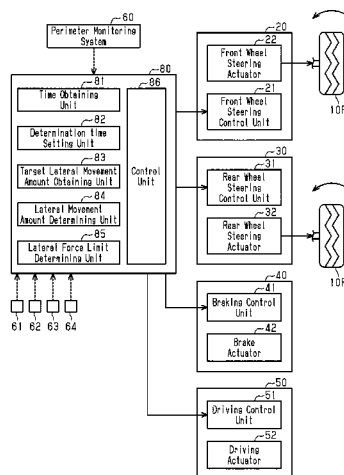 60
Perimeter Monitoring
System
80
81
Time Obtaining
Unit
82
Determination time
Setting Unit
83
Target Lateral Movement
Amount Obtaining Unit
84
Lateral Movement
Amount Determining Unit
85
Lateral Force Limit
Determining Unit
86
Control
Unit
61
62
63
64
20
22
Front Wheel
Steering
Actuator
21
Front Wheel
Steering
Control Unit
10F
30
31
Rear Wheel
Steering
Control Unit
32
Rear Wheel
Steering
Actuator
40
41
Braking Control
Unit
42
Brake
Actuator
50
51
Driving Control
Unit
52
Driving
Actuator